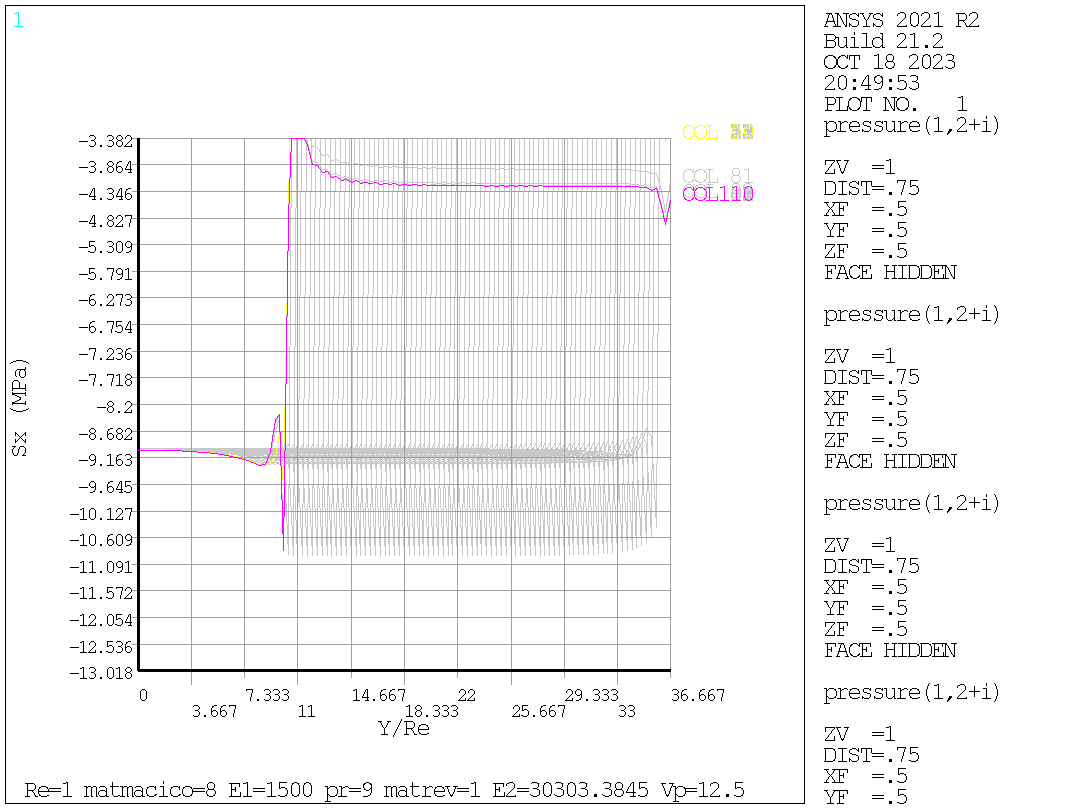 1
ANSYS 2021 R2
Build 21.2
OCT 18 2023
20:49:53
PLOT NO. 1
pressure(1,2+i)
ZV =1
DIST=.75
XF =.5
YF =.5
ZF =.5
FACE HIDDEN
pressure(1,2+i)
ZV =1
DIST=.75
XF =.5
YF =.5
ZF =.5
FACE HIDDEN
pressure(1,2+i)
ZV =1
DIST=.75
XF =.5
YF =.5
ZF =.5
FACE HIDDEN
pressure(1,2+i)
ZV =1
DIST=.75
XF =.5
YF =.5
COL
COL 81
COL110
-3.382
-3.864
-4.346
-4.827
-5.309
-5.791
-6.273
-6.754
-7.236
-7.718
-8.2
-8.682
-9.163
-9.645
-10.127
-10.609
-11.091
-11.572
-12.054
-12.536
-13.018
Sx (MPa)
0 7.333 14.667 22 29.333 36.667
3.667 11 18.333 25.667 33
Y/Re
Re=1 matmacico=8 E1=1500 pr=9 matrev=1 E2=30303.3845 Vp=12.5